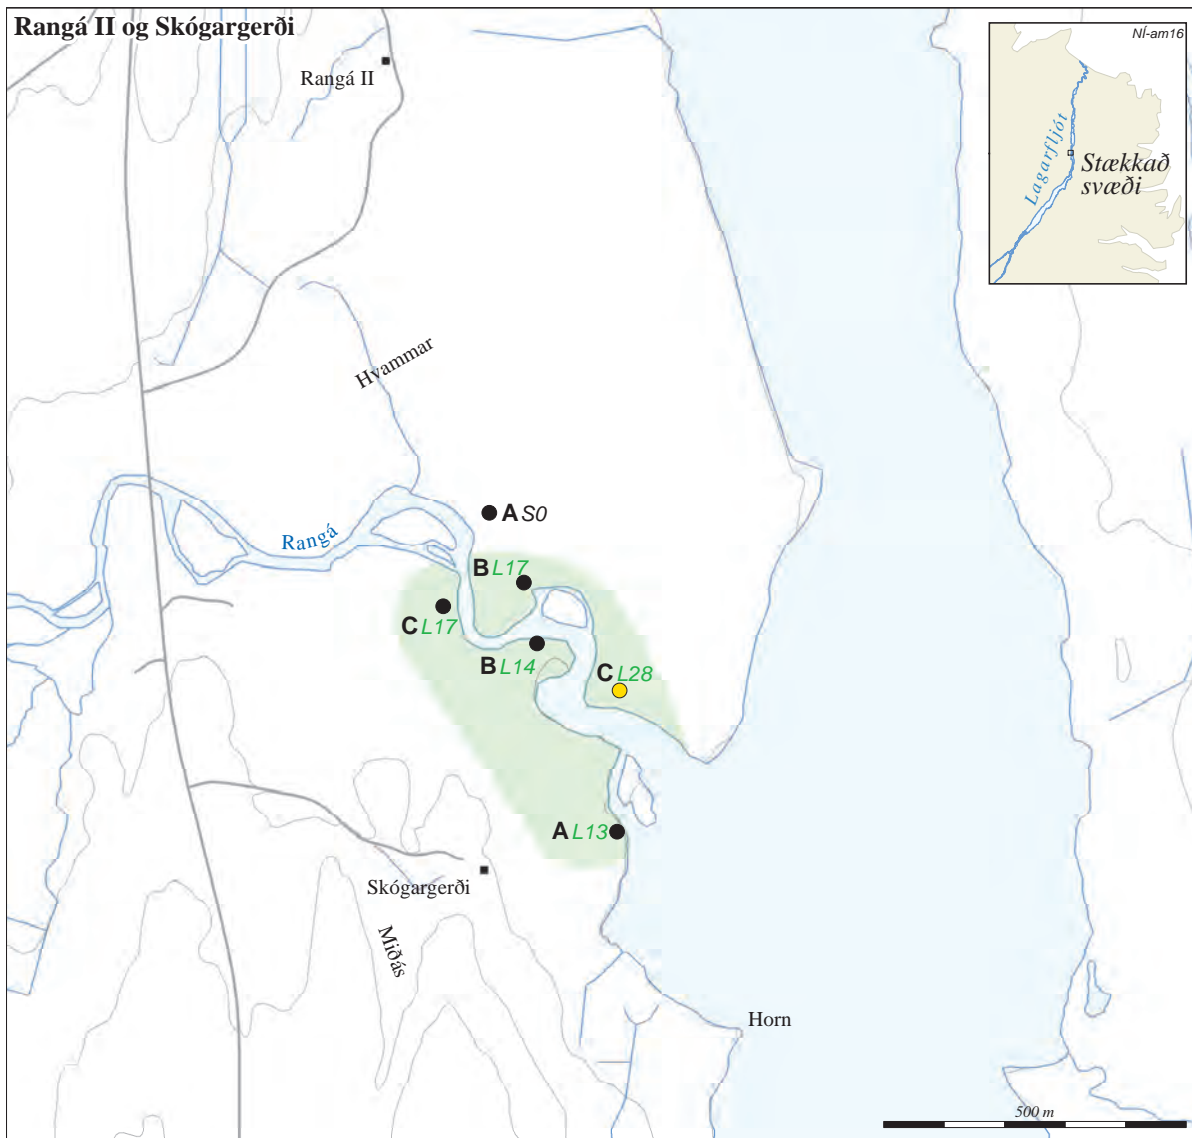 Rangá II og Skógargerði
NÍ-am16
Rangá II
Lagarfljót
Stækkað
svæði
Hvammar
A S0
Rangá
B L17
C L17
B L14
C L28
A L13
Skógargerði
Miðás
Horn
500 m